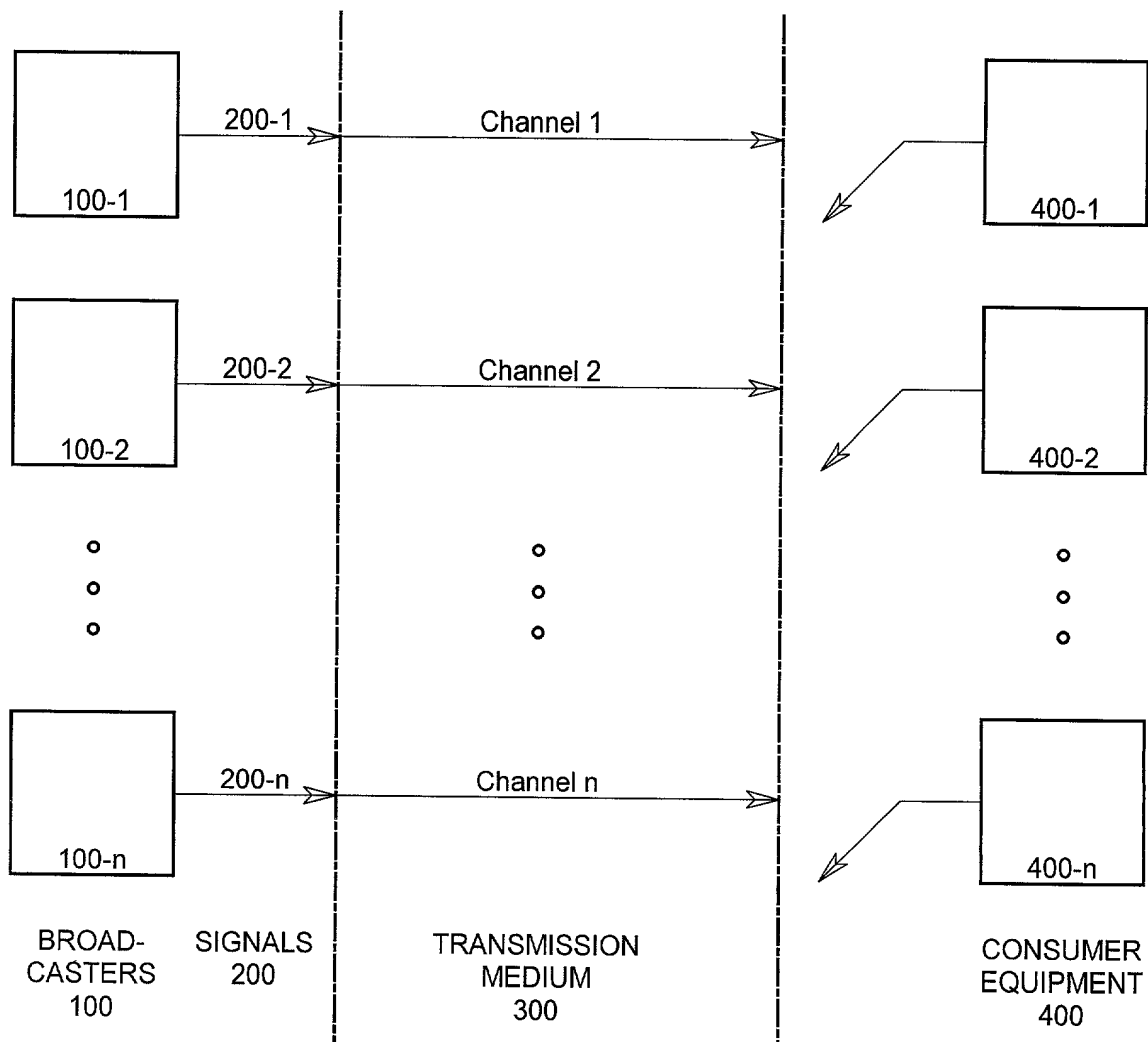 200-1
Channel 1
100-1
400-1
200-2
Channel 2
100-2
400-2
200-n
Channel n
100-n
400-n
BROAD-
CASTERS
100
SIGNALS
200
TRANSMISSION
MEDIUM
300
CONSUMER
EQUIPMENT
400